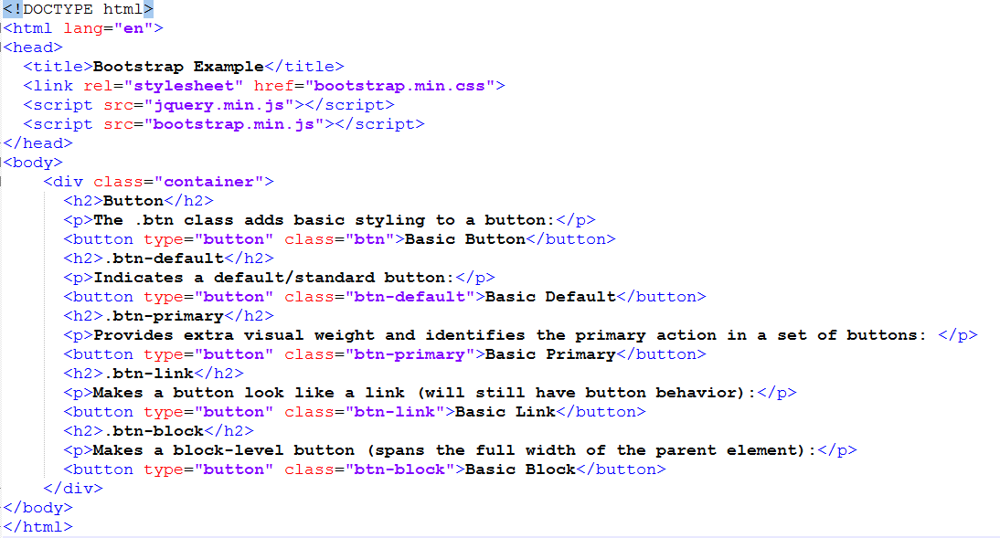 <!DOCTYPE html>
<html lang="en">
<head>
  <title>Bootstrap Example</title>
  <link rel="stylesheet" href="bootstrap.min.css">
  <script src="jquery.min.js"></script>
  <script src="bootstrap.min.js"></script>
</head>
<body>
    <div class="container">
      <h2>Button</h2>
      <p>The .btn class adds basic styling to a button:</p>
      <button type="button" class="btn">Basic Button</button>
      <h2>.btn-default</h2>
      <p>Indicates a default/standard button:</p>
      <button type="button" class="btn-default">Basic Default</button>
      <h2>.btn-primary</h2>
      <p>Provides extra visual weight and identifies the primary action in a set of buttons: </p>
      <button type="button" class="btn-primary">Basic Primary</button>
      <h2>.btn-link</h2>
      <p>Makes a button look like a link (will still have button behavior):</p>
      <button type="button" class="btn-link">Basic Link</button>
      <h2>.btn-block</h2>
      <p>Makes a block-level button (spans the full width of the parent element):</p>
      <button type="button" class="btn-block">Basic Block</button>
    </div>
</body>
</html>